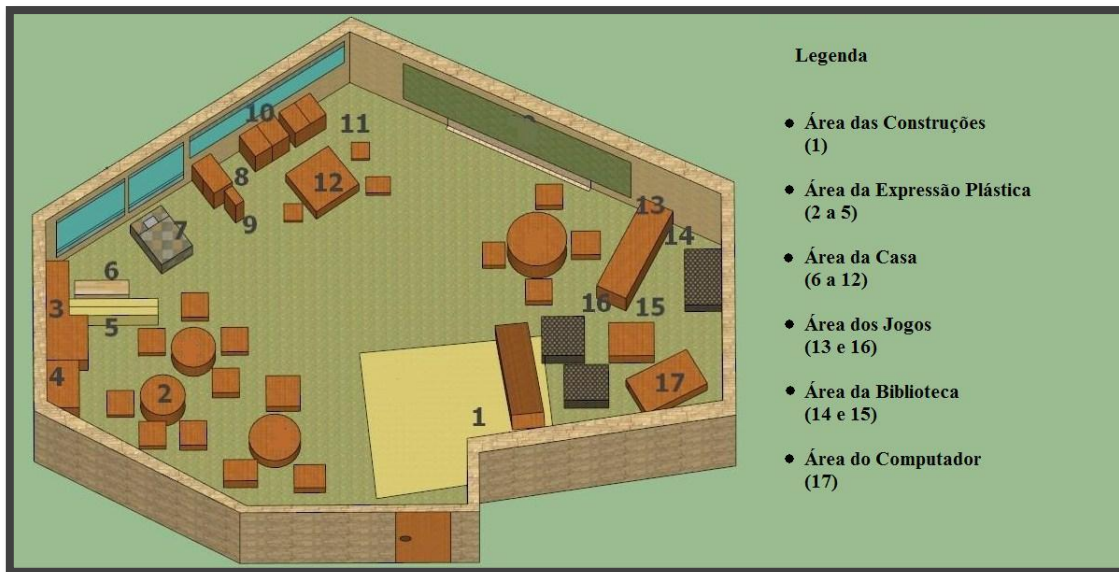 Legenda
● Área das Construções
(1)
● Área da Expressão Plástica
(2 a 5)
● Área da Casa
(6 a 12)
● Área dos Jogos
(13 e 16)
● Área da Biblioteca
(14 e 15)
● Área do Computador
(17)
10
11
8
12
9
7
13
14
6
3
5
16
15
4
2
17
1